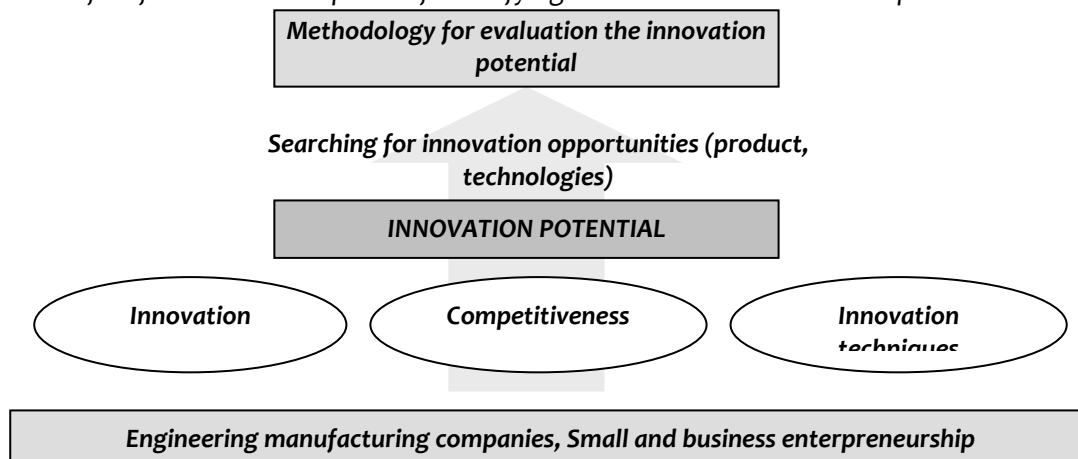 Methodology for evaluation the innovation
potential
Searching for innovation opportunities (product,
technologies)
INNOVATION POTENTIAL
Innovation
Competitiveness
Innovation
techniques
Engineering manufacturing companies, Small and business enterpreneurship